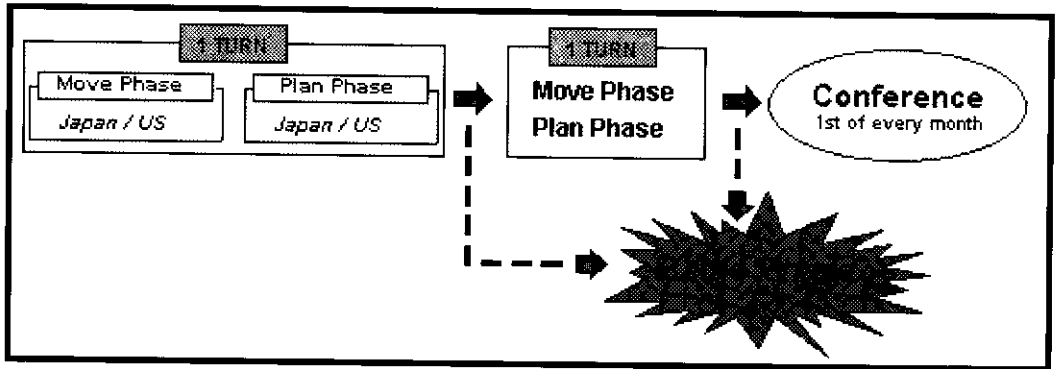 1 TURN
Move Phase
Japan / US
Plan Phase
Japan / US
1 TURN
Move Phase
Plan Phase
Conference
1st of every month